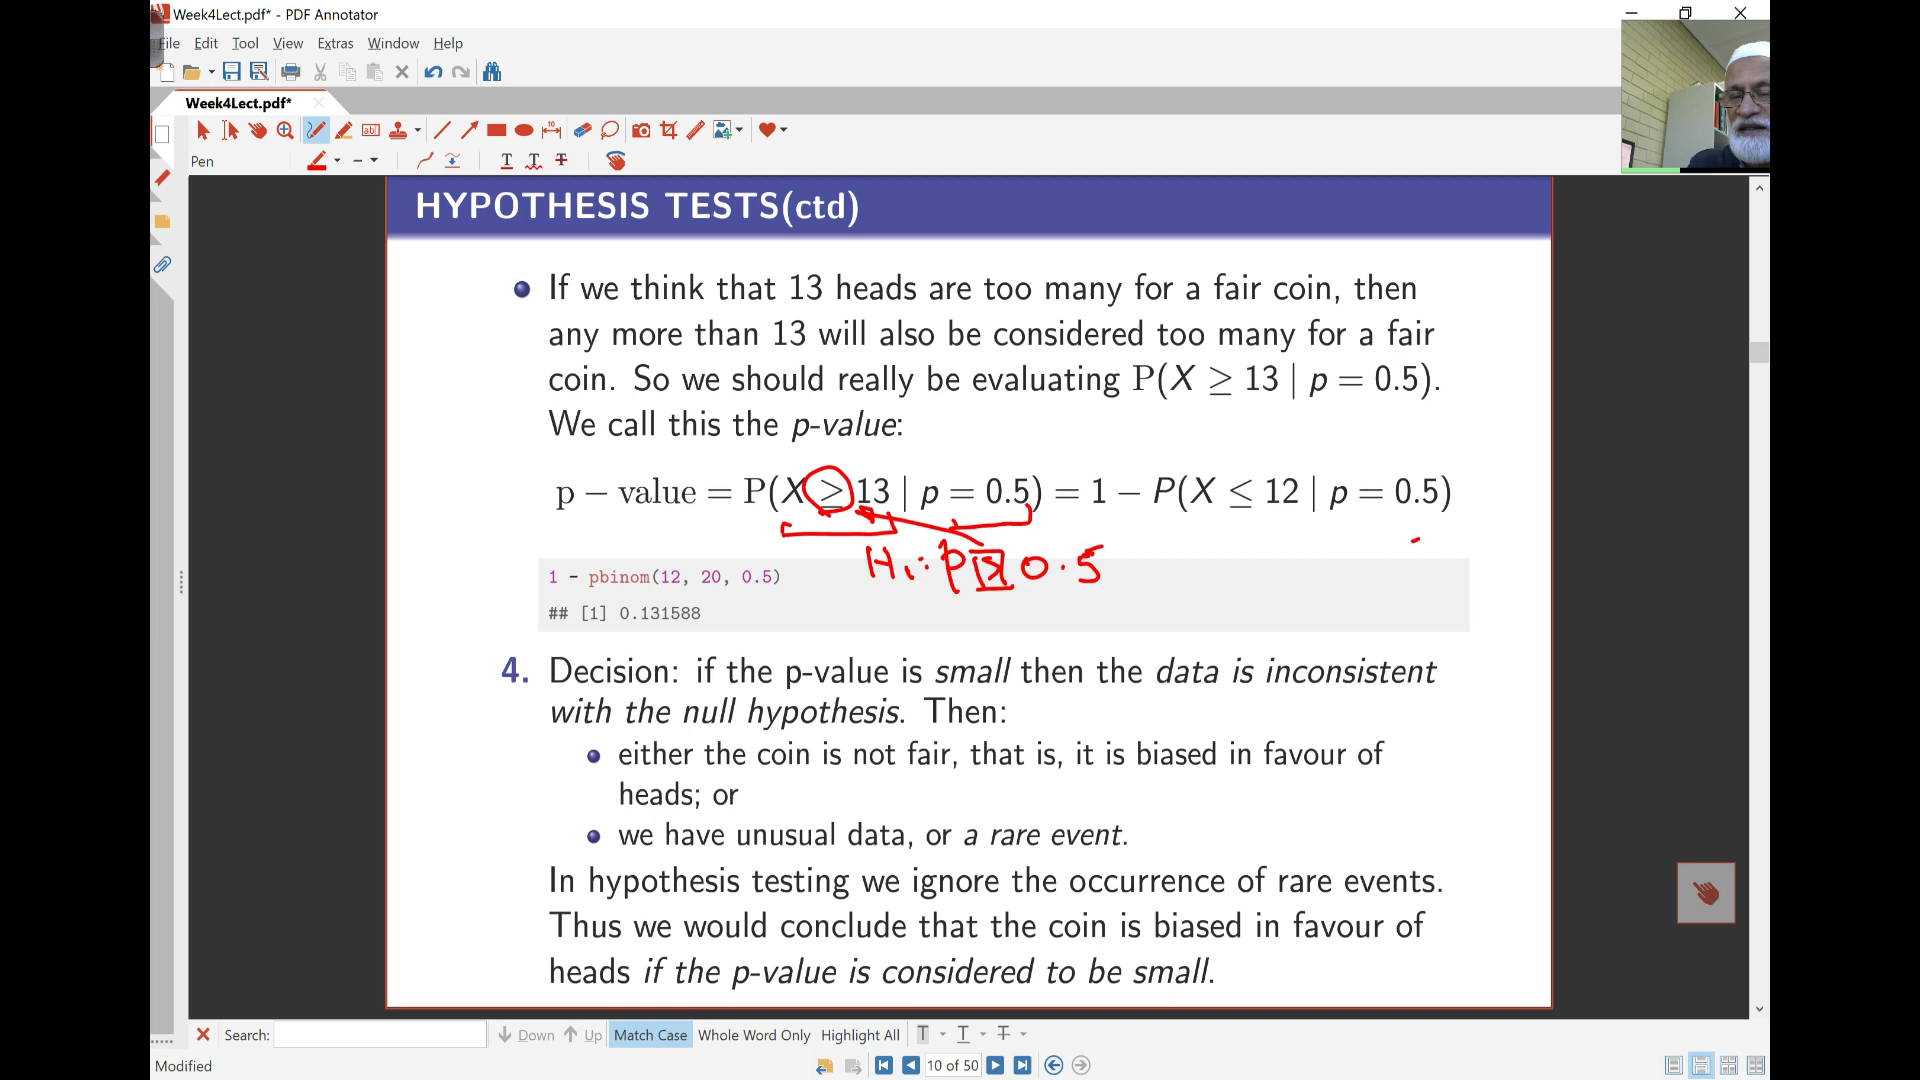 Week4Lect.pdf* - PDF Annotator
File Edit Tool View Extras Window Help
Week4Lect.pdf*
Pen
HYPOTHESIS TESTS(ctd)
If we think that 13 heads are too many for a fair coin, then
any more than 13 will also be considered too many for a fair
coin. So we should really be evaluating P(X ≥ 13 | p = 0.5).
We call this the p-value:
p − value = P(X ≥ 13 | p = 0.5) = 1 − P(X ≤ 12 | p = 0.5)
H₁: p > 0.5
1 - pbinom(12, 20, 0.5)
## [1] 0.131588
4. Decision: if the p-value is small then the data is inconsistent
with the null hypothesis. Then:
either the coin is not fair, that is, it is biased in favour of
heads; or
we have unusual data, or a rare event.
In hypothesis testing we ignore the occurrence of rare events.
Thus we would conclude that the coin is biased in favour of
heads if the p-value is considered to be small.
Search: Down Up Match Case Whole Word Only Highlight All
Modified 10 of 50